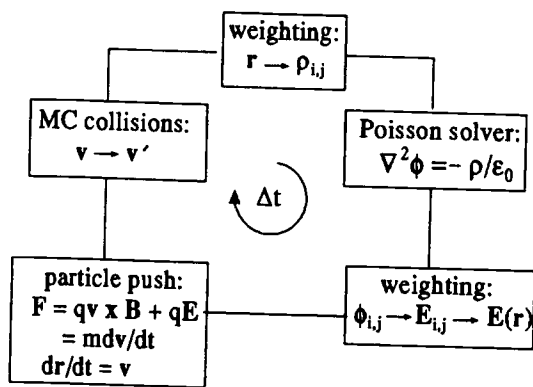 weighting:
r → ρi,j
MC collisions:
v → v′
Poisson solver:
∇²ϕ = − ρ/ε₀
Δt
particle push:
F = qv x B + qE
= mdv/dt
dr/dt = v
weighting:
ϕi,j → Ei,j → E(r)